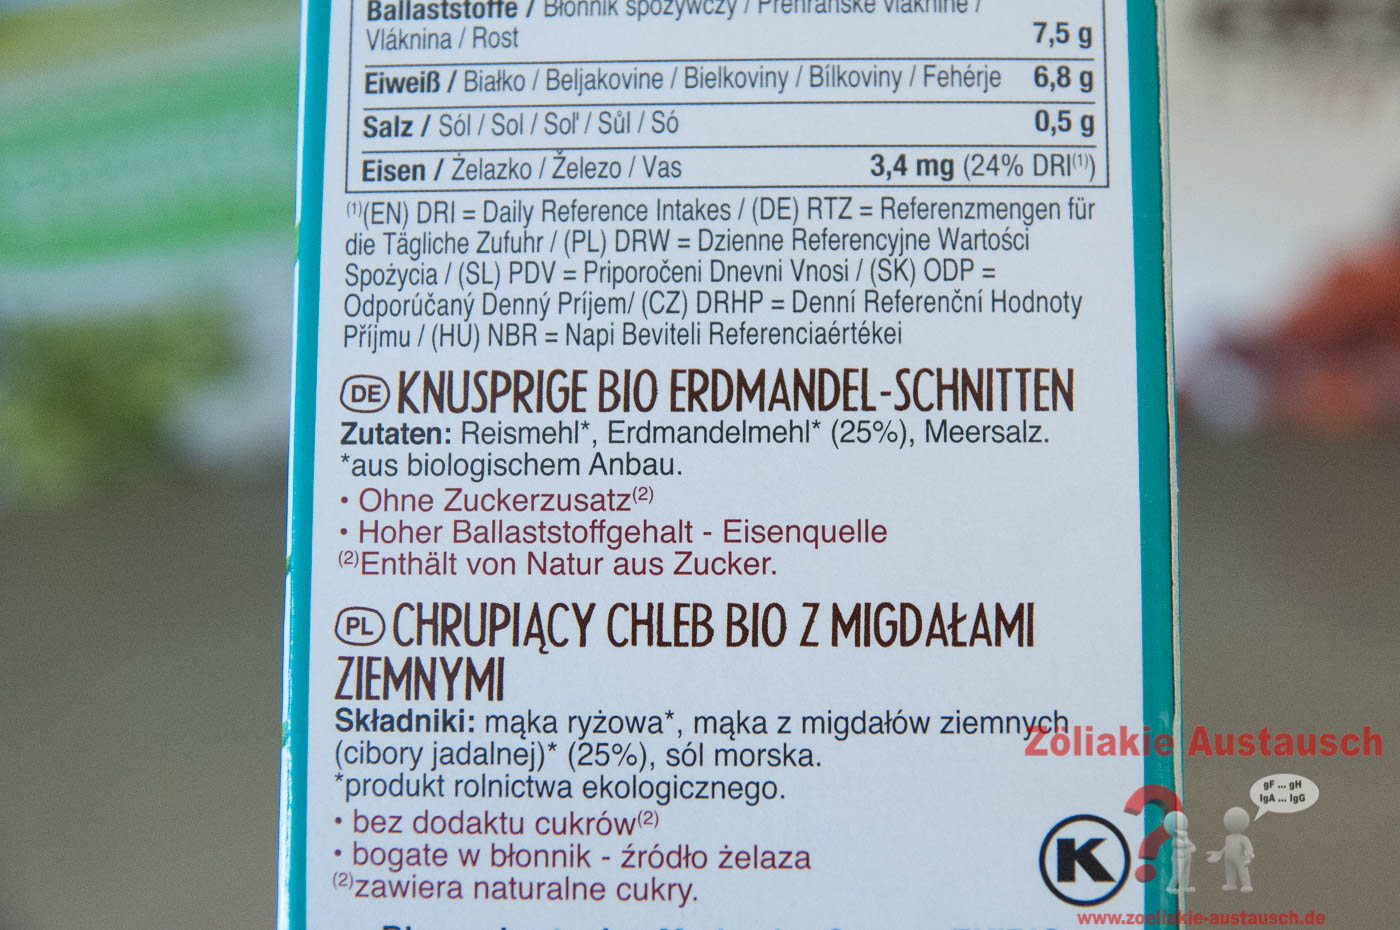 Ballaststoffe / Błonnik spożywczy / Prehranske vlaknine /
Vláknina / Rost 7,5 g
Eiweiß / Białko / Beljakovine / Bielkoviny / Bílkoviny / Fehérje 6,8 g
Salz / Sól / Sol / Soľ / Sůl / Só 0,5 g
Eisen / Żelazko / Železo / Vas 3,4 mg (24% DRI(1))
(1)(EN) DRI = Daily Reference Intakes / (DE) RTZ = Referenzmengen für
die Tägliche Zufuhr / (PL) DRW = Dzienne Referencyjne Wartości
Spożycia / (SL) PDV = Priporočeni Dnevni Vnosi / (SK) ODP =
Odporúčaný Denný Príjem/ (CZ) DRHP = Denní Referenční Hodnoty
Příjmu / (HU) NBR = Napi Beviteli Referenciaértékei
DE KNUSPRIGE BIO ERDMANDEL-SCHNITTEN
Zutaten: Reismehl*, Erdmandelmehl* (25%), Meersalz.
*aus biologischem Anbau.
• Ohne Zuckerzusatz(2)
• Hoher Ballaststoffgehalt - Eisenquelle
(2)Enthält von Natur aus Zucker.
PL CHRUPIĄCY CHLEB BIO Z MIGDAŁAMI
ZIEMNYMI
Składniki: mąka ryżowa*, mąka z migdałów ziemnych
(cibory jadalnej)* (25%), sól morska.
*produkt rolnictwa ekologicznego.
• bez dodaktu cukrów(2)
• bogate w błonnik - źródło żelaza
(2)zawiera naturalne cukry.
K
Zöliakie Austausch
gF ... gH
IgA ... IgG
?
www.zoeliakie-austausch.de